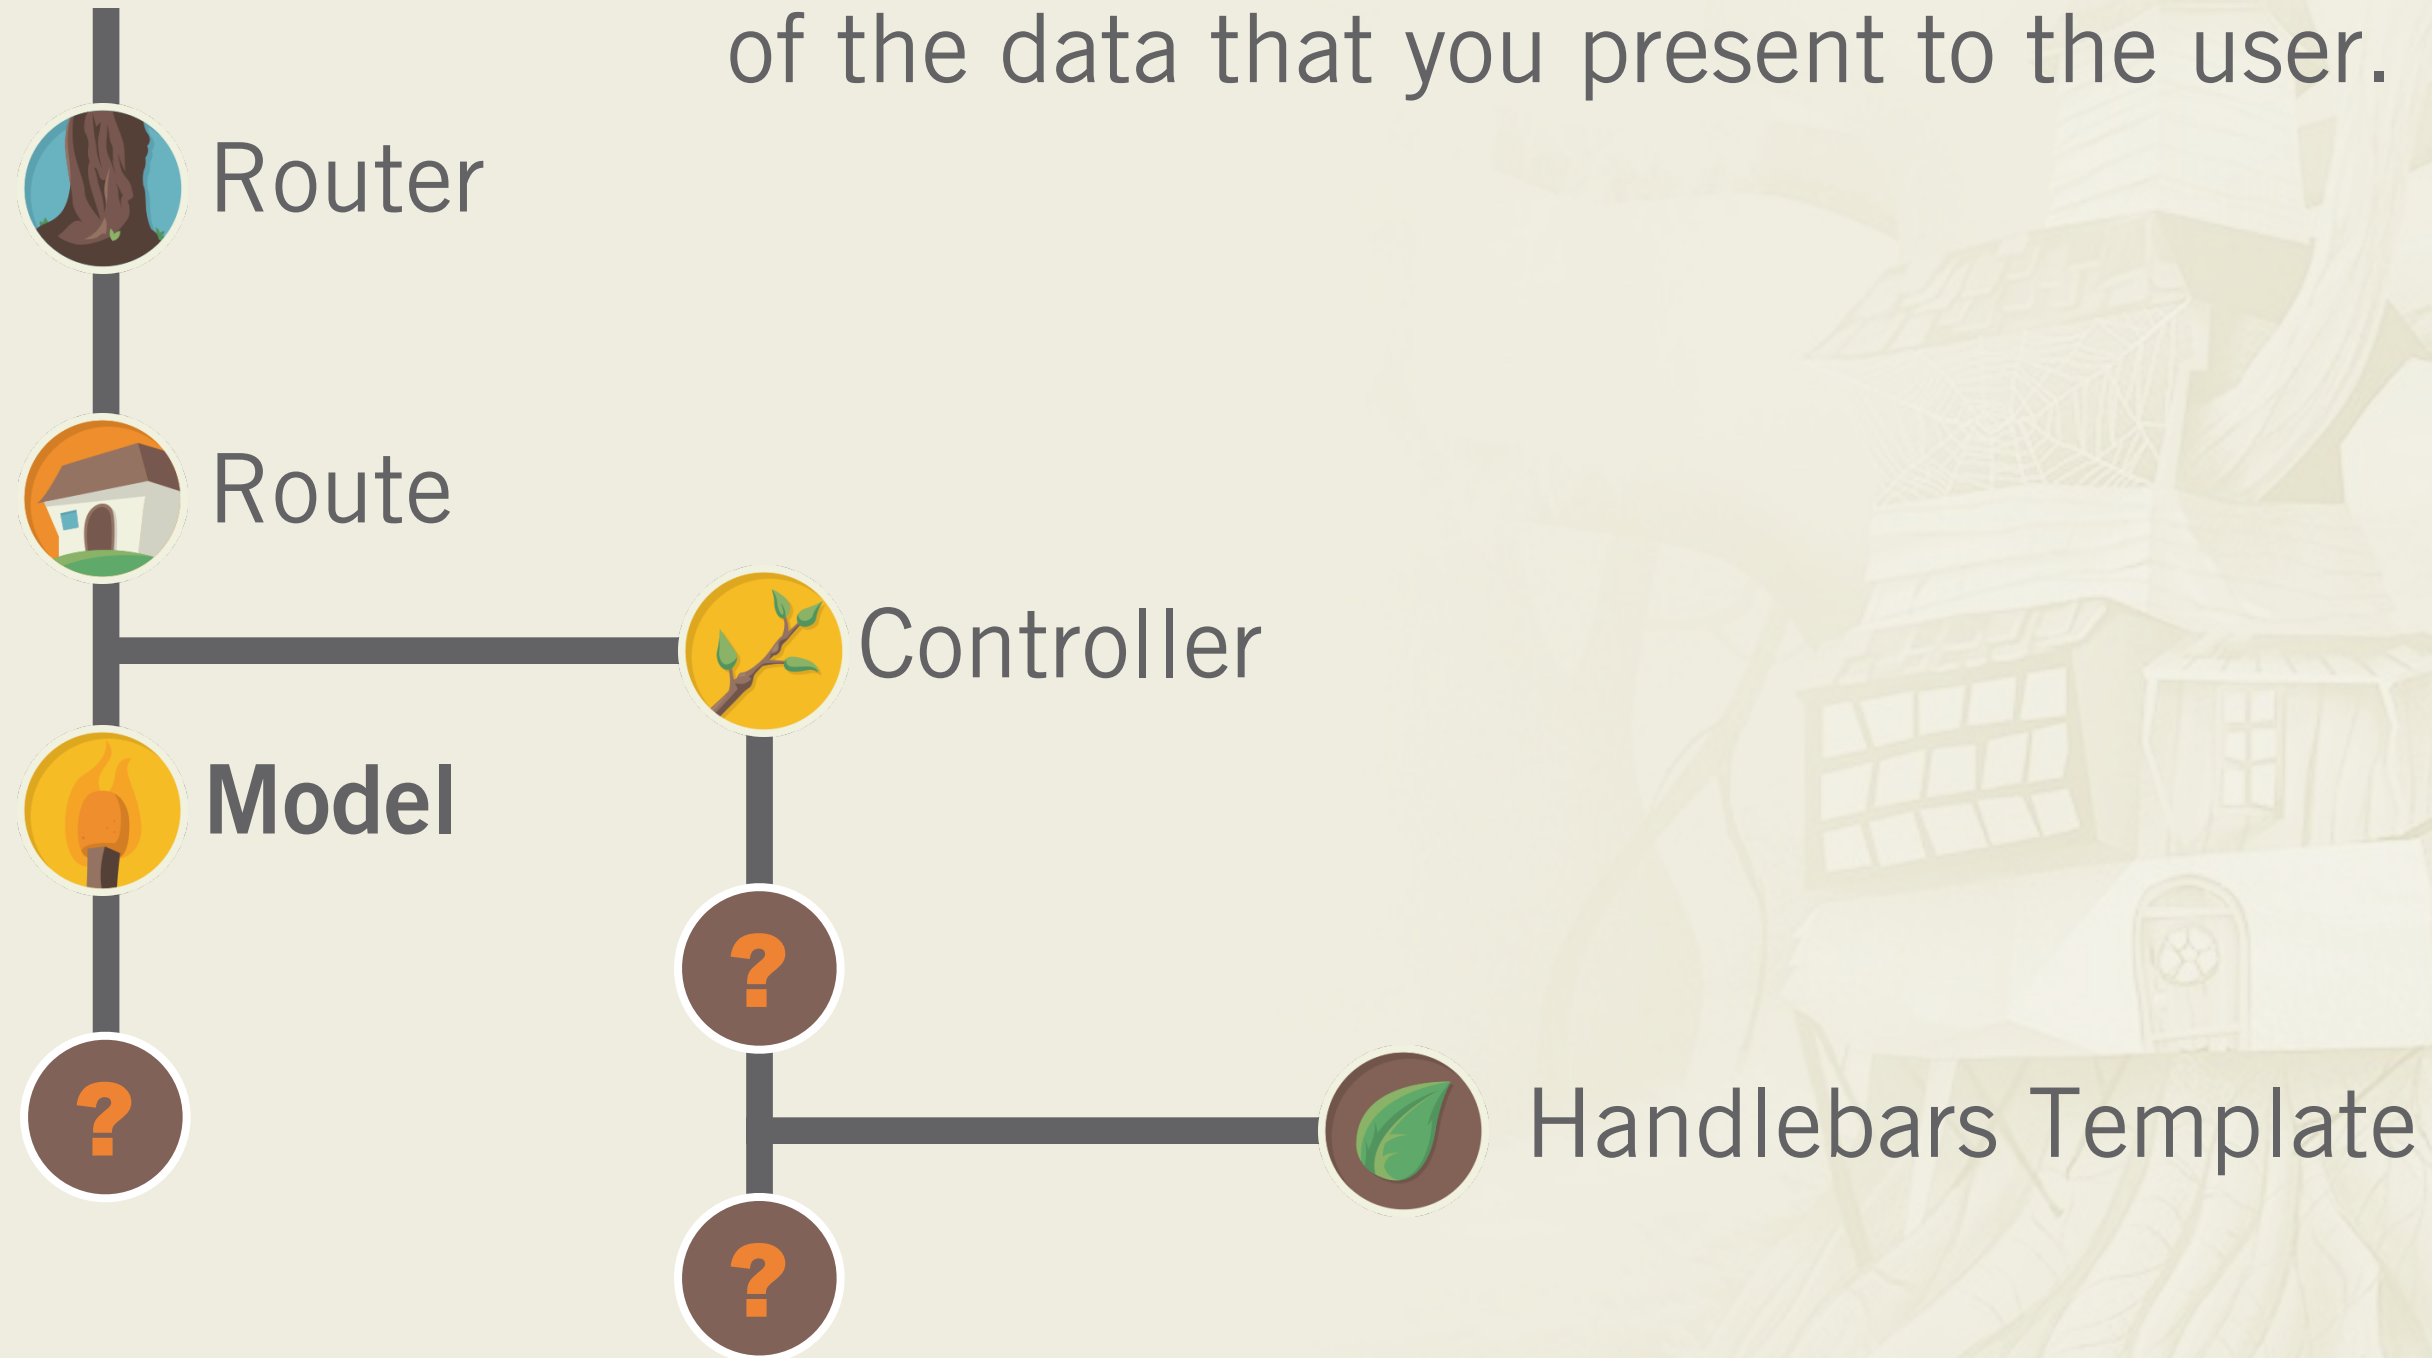 of the data that you present to the user.
Router
Route
Controller
Model
?
?
Handlebars Template
?